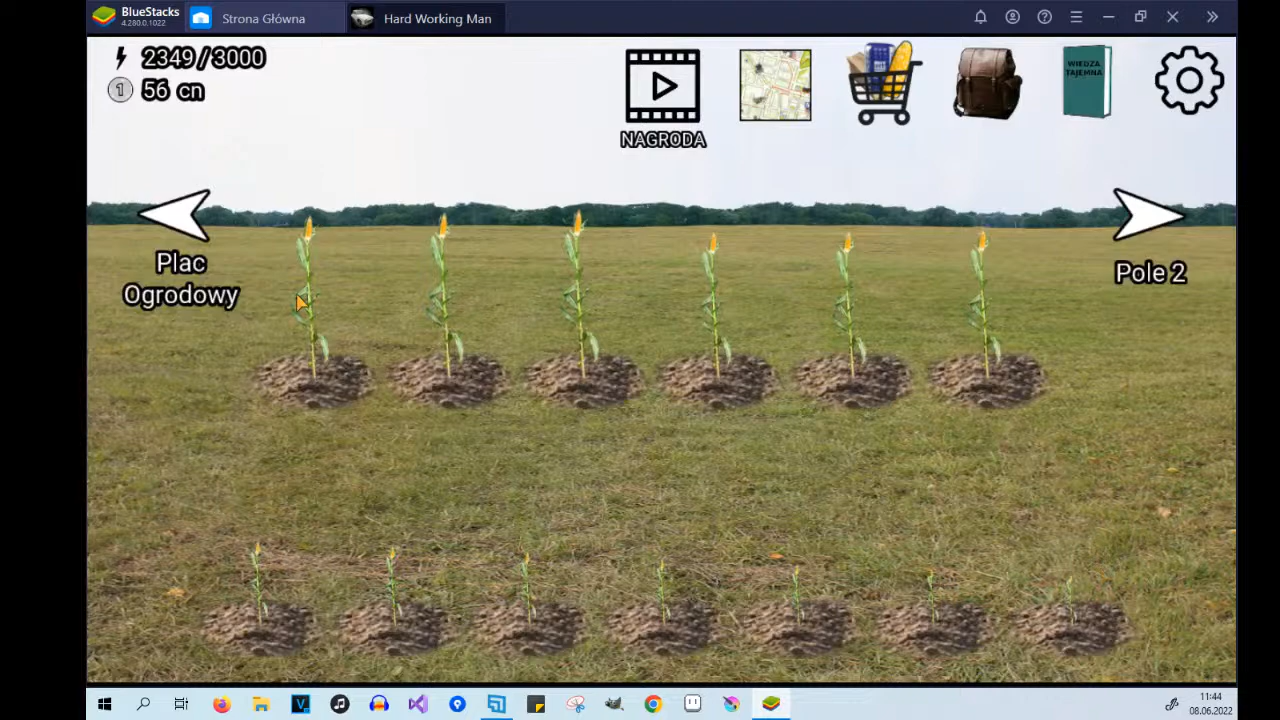 BlueStacks
4.280.0.1022
Strona Główna
Hard Working Man
2349 / 3000
1
56 cn
NAGRODA
WIEDZA
TAJEMNA
Plac
Ogrodowy
Pole 2
11:44
08.06.2022